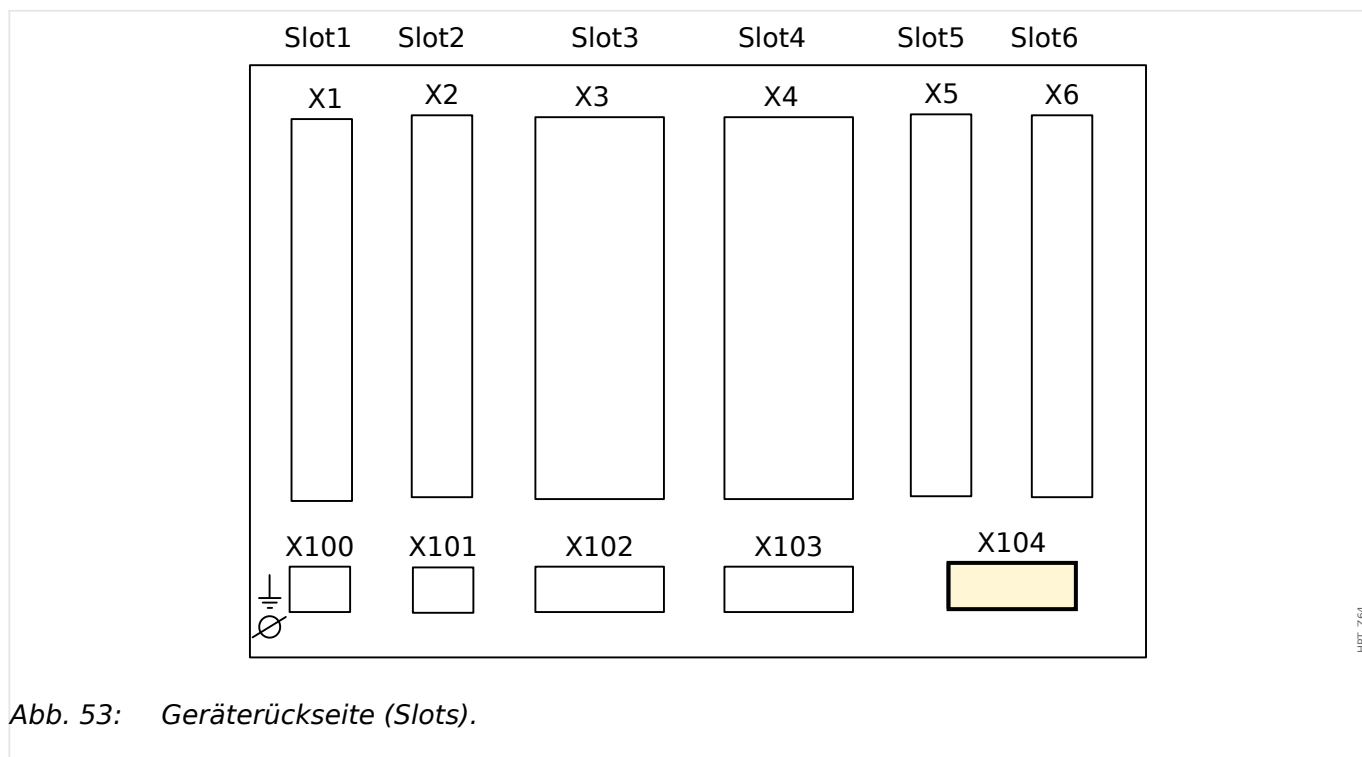 Slot1 Slot2 Slot3 Slot4 Slot5 Slot6
X1 X2 X3 X4 X5 X6
X100 X101 X102 X103 X104
Abb. 53: Geräterückseite (Slots).